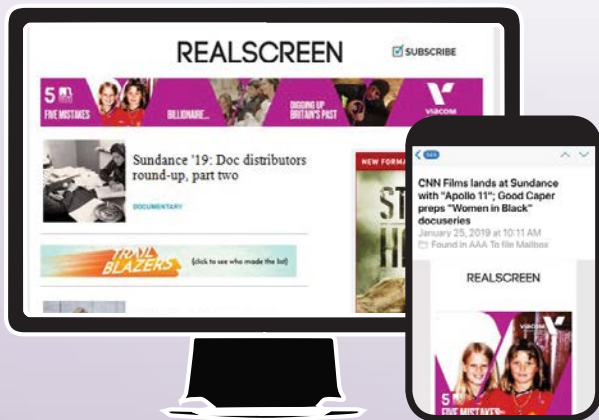 REALSCREEN
SUBSCRIBE
5
FIVE MISTAKES
BILLIONAIRE...
DIGGING UP
BRITAIN'S PAST
VIACOM
Sundance '19: Doc distributors
round-up, part two
DOCUMENTARY
TRAIL
BLAZERS
(click to see who made the list)
NEW FORMA
ST
H
CNN Films lands at Sundance
with "Apollo 11"; Good Caper
preps "Women in Black"
docuseries
January 25, 2019 at 10:11 AM
Found in AAA To file Mailbox
REALSCREEN
VIACOM
5
FIVE MISTAKES